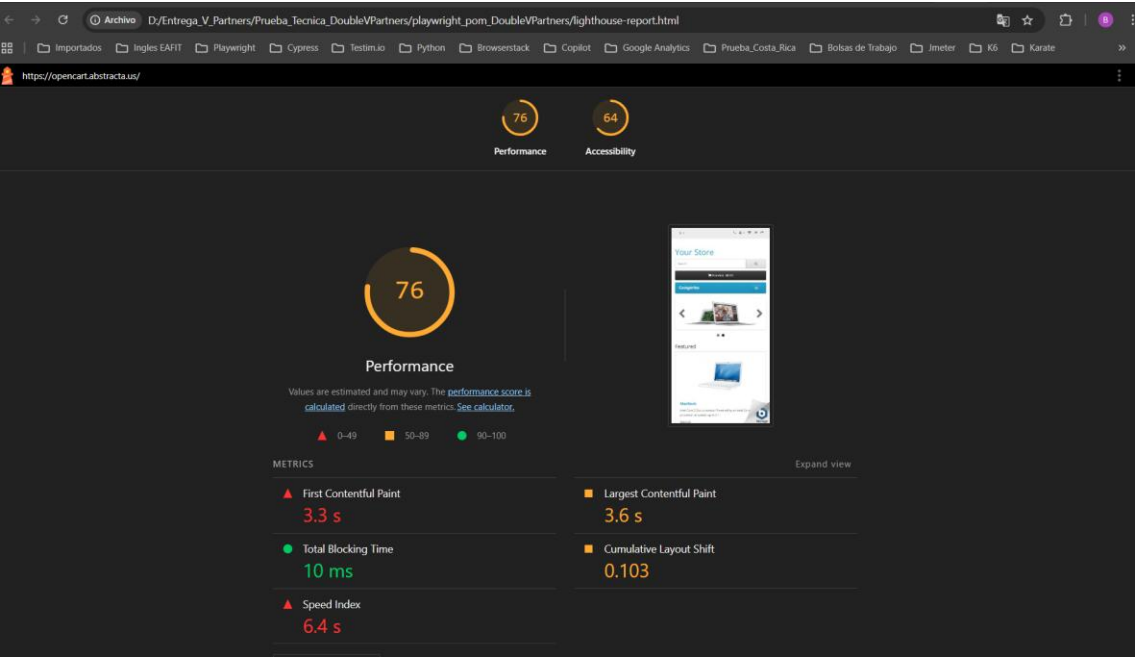 Archivo D:/Entrega_V_Partners/Prueba_Tecnica_DoubleVPartners/playwright_pom_DoubleVPartners/lighthouse-report.html
B
Importados Ingles EAFIT Playwright Cypress Testim.io Python Browserstack Copilot Google Analytics Prueba_Costa_Rica Bolsas de Trabajo Jmeter K6 Karate »
https://opencart.abstracta.us/
76 64
Performance Accessibility
76
Performance
Values are estimated and may vary. The performance score is
calculated directly from these metrics. See calculator.
0–49 50–89 90–100
Your Store
Categories
Featured
METRICS Expand view
First Contentful Paint
3.3 s
Largest Contentful Paint
3.6 s
Total Blocking Time
10 ms
Cumulative Layout Shift
0.103
Speed Index
6.4 s